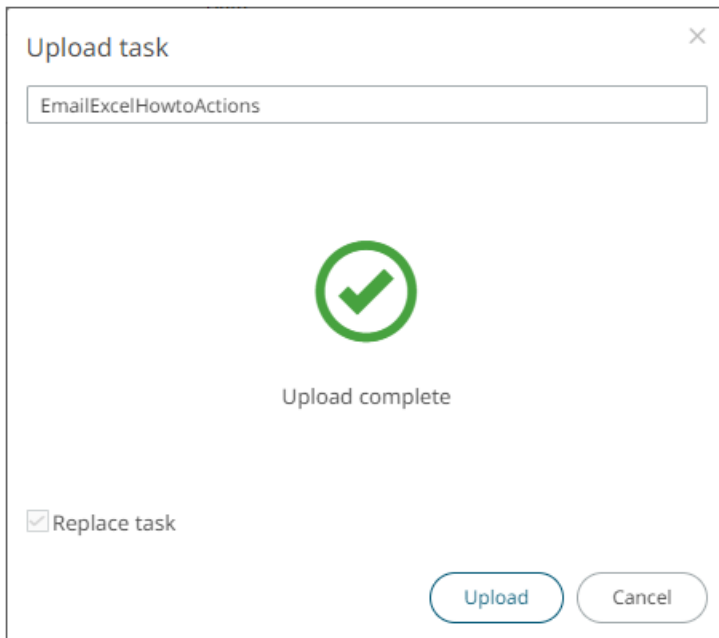 Upload task
EmailExcelHowtoActions
Upload complete
Replace task
Upload
Cancel